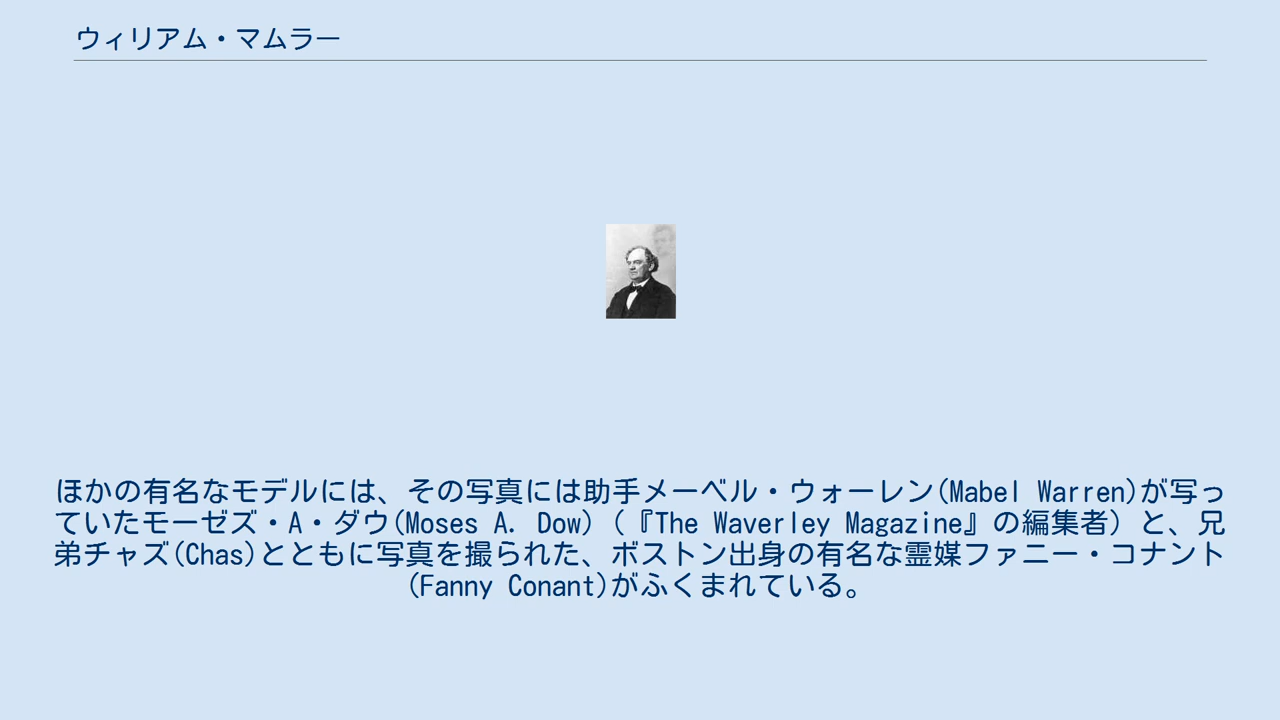 ウィリアム・マムラー
ほかの有名なモデルには、その写真には助手メーベル・ウォーレン(Mabel Warren)が写っ
ていたモーゼズ・A・ダウ(Moses A. Dow) (『The Waverley Magazine』の編集者) と、兄
弟チャズ(Chas)とともに写真を撮られた、ボストン出身の有名な霊媒ファニー・コナント
(Fanny Conant)がふくまれている。